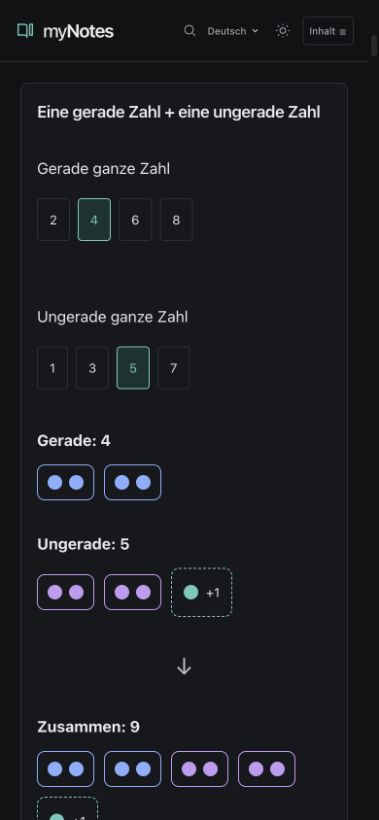 myNotes
Deutsch
Inhalt
Eine gerade Zahl + eine ungerade Zahl
Gerade ganze Zahl
2 4 6 8
Ungerade ganze Zahl
1 3 5 7
Gerade: 4
Ungerade: 5
+1
Zusammen: 9
+1